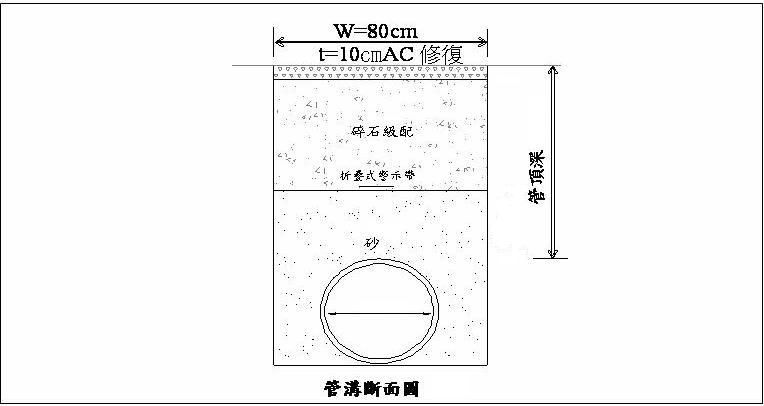 W=80cm
t=10cmAC 修復
碎石級配
折疊式警示帶
管頂深
砂
管溝斷面圖